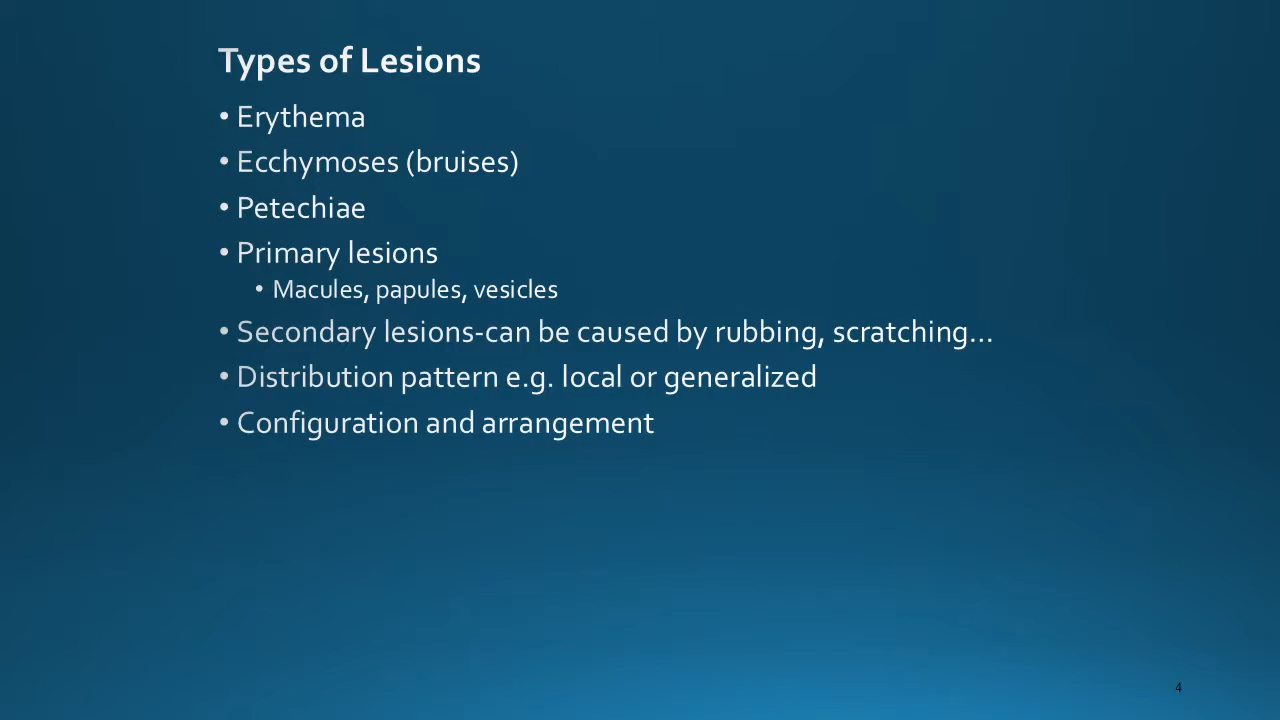 Types of Lesions
• Erythema
• Ecchymoses (bruises)
• Petechiae
• Primary lesions
• Macules, papules, vesicles
• Secondary lesions-can be caused by rubbing, scratching...
• Distribution pattern e.g. local or generalized
• Configuration and arrangement
4